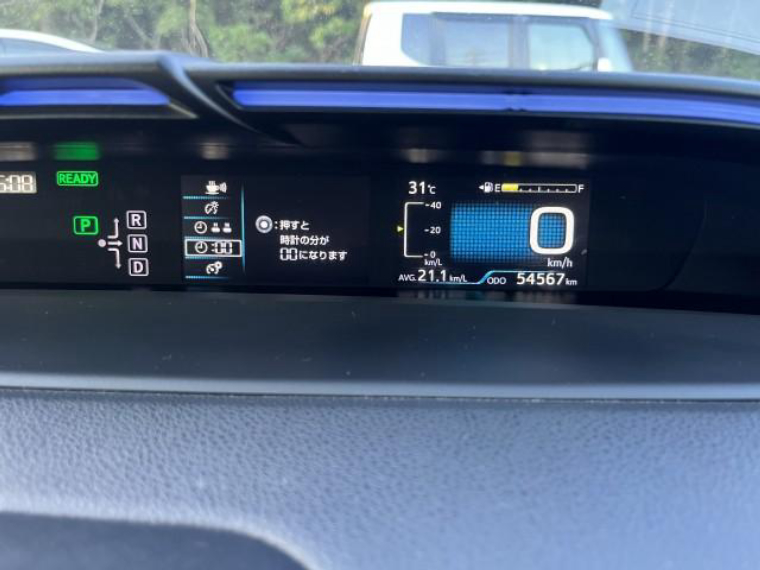 5:08
READY
P
R
N
D
:00
:押すと
時計の分が
00になります
31℃
E F
40
20
0
km/L
0
km/h
AVG. 21.1 km/L
ODO 54567 km